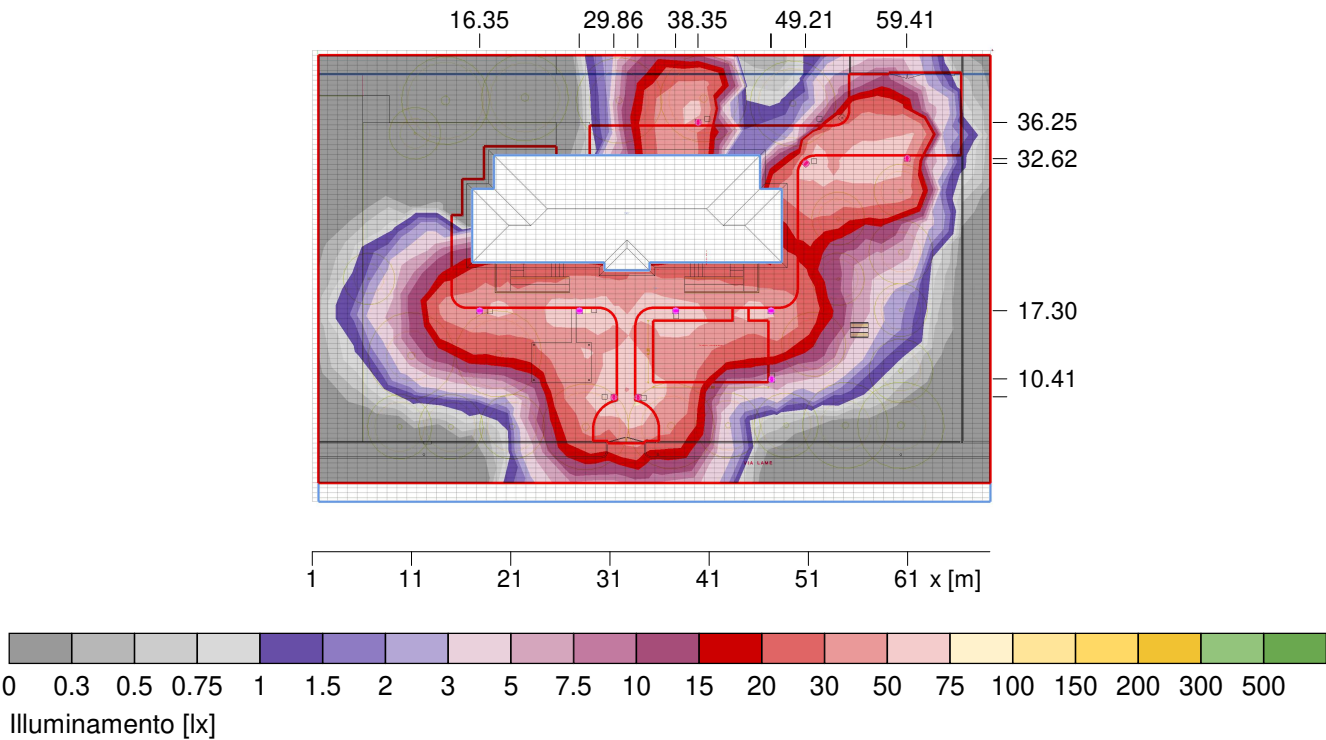 16.35 29.86 38.35 49.21 59.41
36.25
32.62
17.30
10.41
VIA LAME
1 11 21 31 41 51 61 x [m]
0 0.3 0.5 0.75 1 1.5 2 3 5 7.5 10 15 20 30 50 75 100 150 200 300 500
Illuminamento [lx]